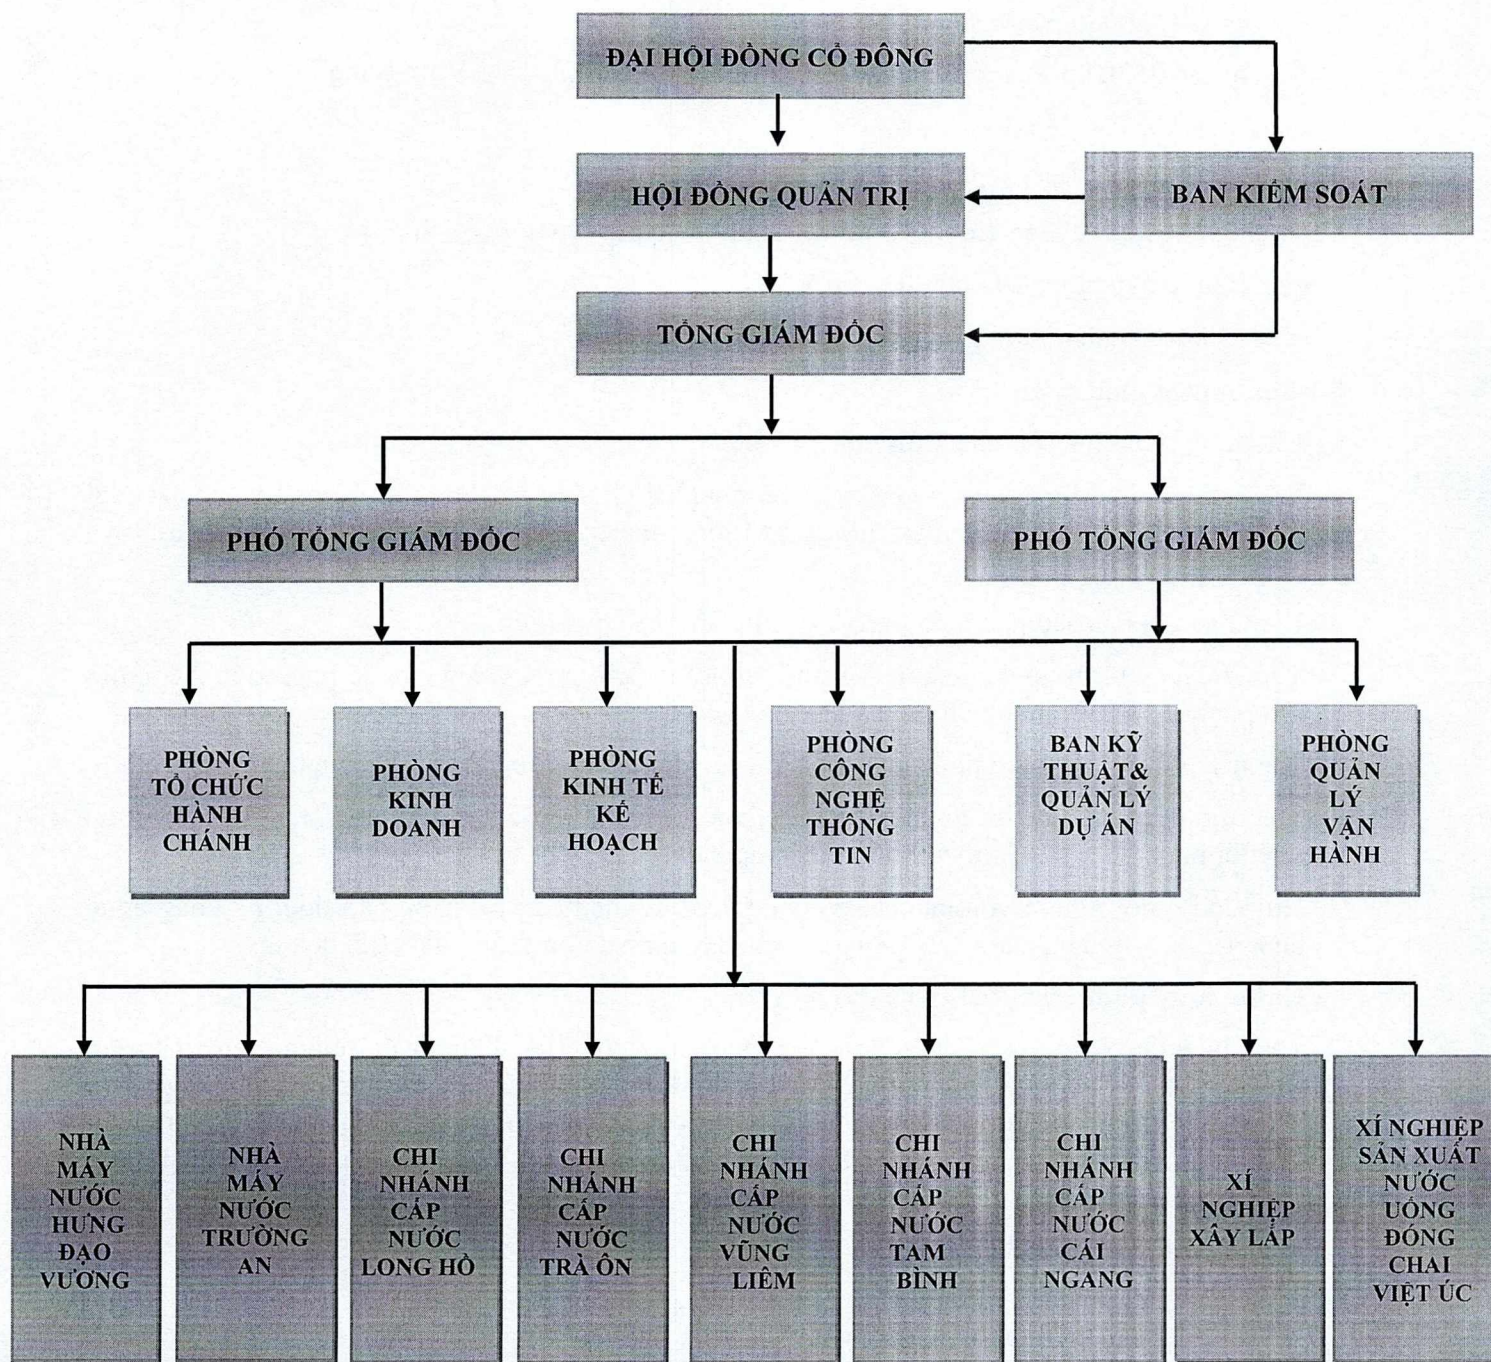 ĐẠI HỘI ĐỒNG CỔ ĐÔNG
HỘI ĐỒNG QUẢN TRỊ
BAN KIỂM SOÁT
TỔNG GIÁM ĐỐC
PHÓ TỔNG GIÁM ĐỐC
PHÓ TỔNG GIÁM ĐỐC
PHÒNG
TỔ CHỨC
HÀNH
CHÁNH
PHÒNG
KINH
DOANH
PHÒNG
KINH TẾ
KẾ
HOẠCH
PHÒNG
CÔNG
NGHỆ
THÔNG
TIN
BAN KỸ
THUẬT&
QUẢN LÝ
DỰ ÁN
PHÒNG
QUẢN
LÝ
VẬN
HÀNH
NHÀ
MÁY
NƯỚC
HƯNG
ĐẠO
VƯƠNG
NHÀ
MÁY
NƯỚC
TRƯỜNG
AN
CHI
NHÁNH
CẤP
NƯỚC
LONG HỒ
CHI
NHÁNH
CẤP
NƯỚC
TRÀ ÔN
CHI
NHÁNH
CẤP
NƯỚC
VŨNG
LIÊM
CHI
NHÁNH
CẤP
NƯỚC
TAM
BÌNH
CHI
NHÁNH
CẤP
NƯỚC
CÁI
NGANG
XÍ
NGHIỆP
XÂY LẮP
XÍ NGHIỆP
SẢN XUẤT
NƯỚC
UỐNG
ĐÓNG
CHAI
VIỆT ÚC